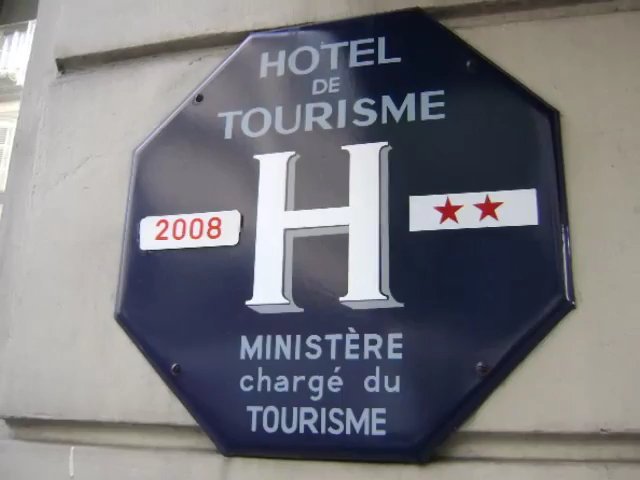 HOTEL
DE
TOURISME
H
2008
★★
MINISTÈRE
chargé du
TOURISME